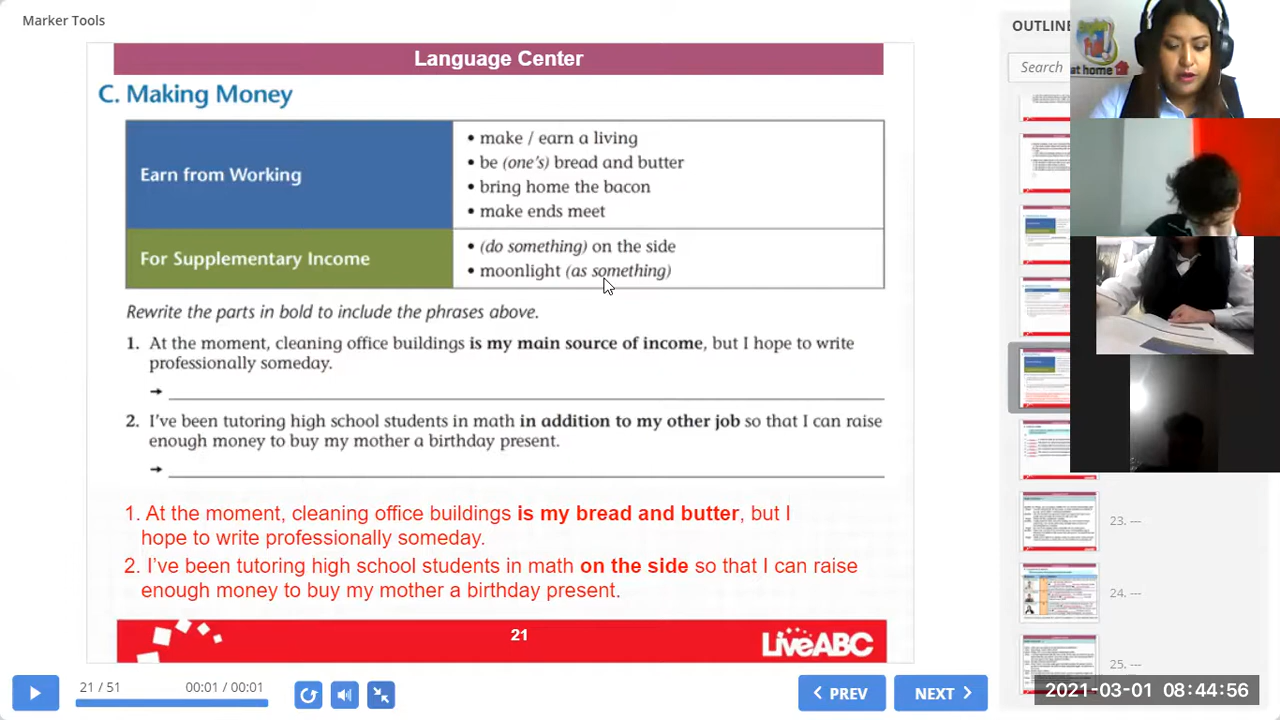 Marker Tools
OUTLINE
Search
at home
Language Center
C. Making Money
Earn from Working
• make / earn a living
• be (one's) bread and butter
• bring home the bacon
• make ends meet
For Supplementary Income
• (do something) on the side
• moonlight (as something)
Rewrite the parts in bold to include the phrases above.
1. At the moment, cleaning office buildings is my main source of income, but I hope to write
professionally someday.
→
2. I've been tutoring high school students in math in addition to my other job so that I can raise
enough money to buy my mother a birthday present.
→
1. At the moment, cleaning office buildings is my bread and butter, but I
hope to write professionally someday.
2. I've been tutoring high school students in math on the side so that I can raise
enough money to buy my mother a birthday present.
21
LiveABC
23. ---
24. ---
25. ---
21 / 51
00:01 / 00:01
PREV
NEXT
2021-03-01 08:44:56